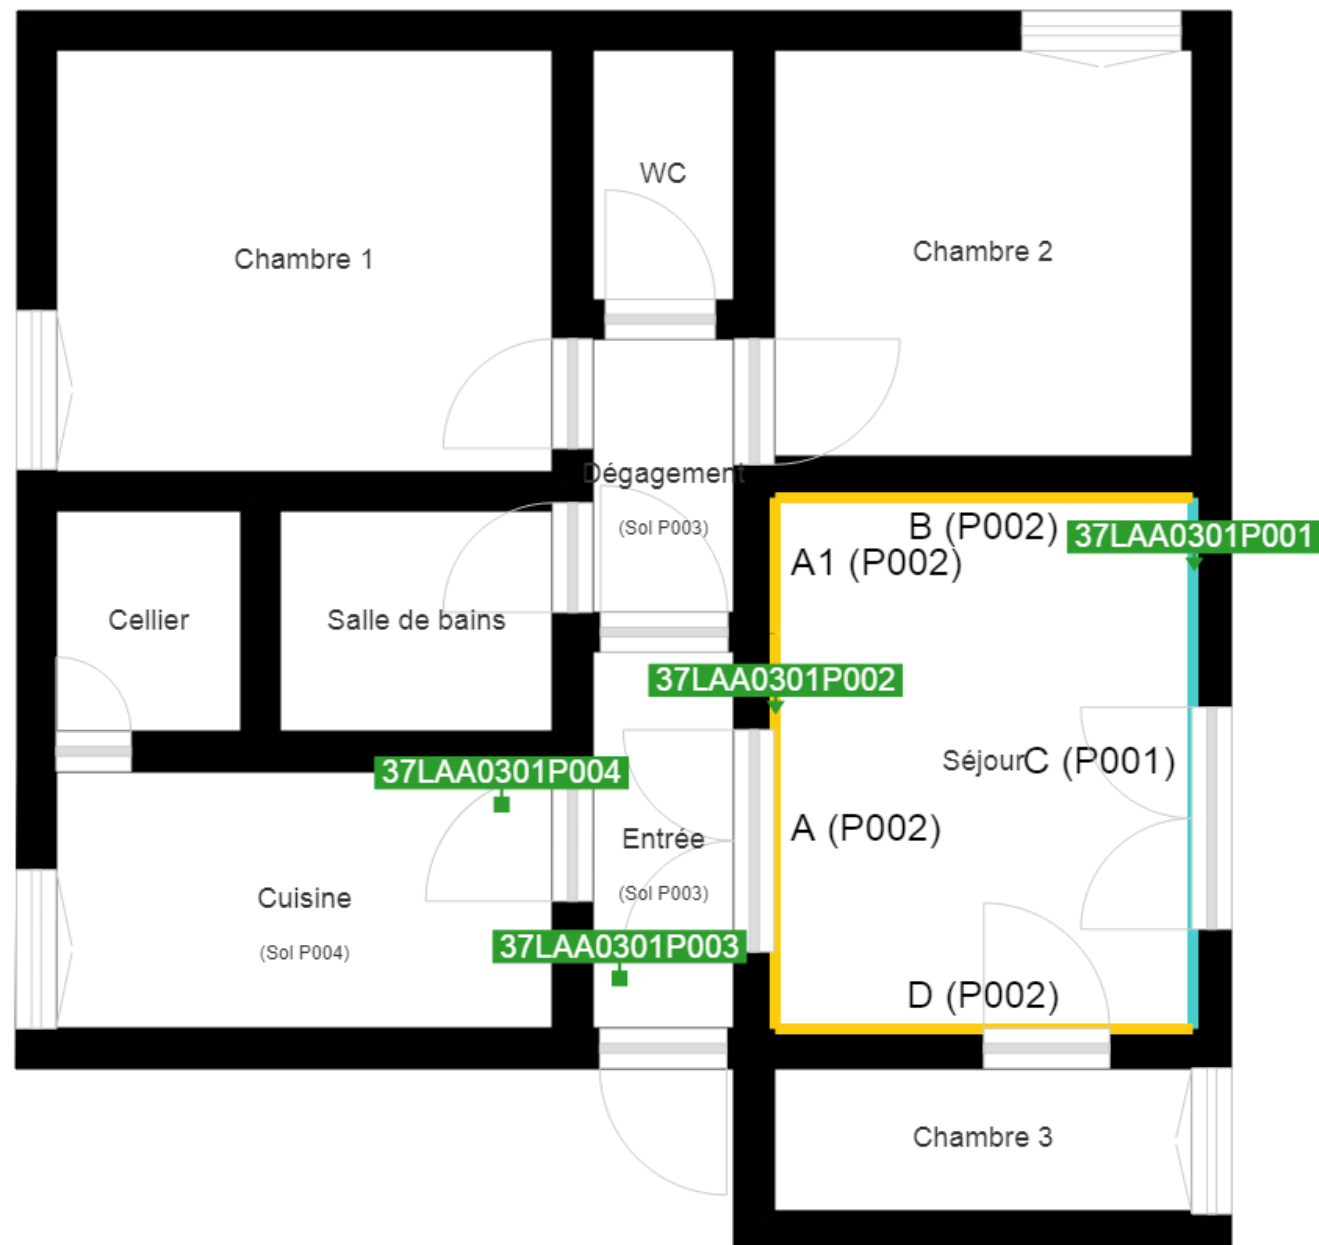 WC
Chambre 1
Chambre 2
Dégagement
(Sol P003)
B (P002)
37LAA0301P001
A1 (P002)
Cellier
Salle de bains
37LAA0301P002
37LAA0301P004
Séjour
C (P001)
Entrée
(Sol P003)
A (P002)
Cuisine
(Sol P004)
37LAA0301P003
D (P002)
Chambre 3